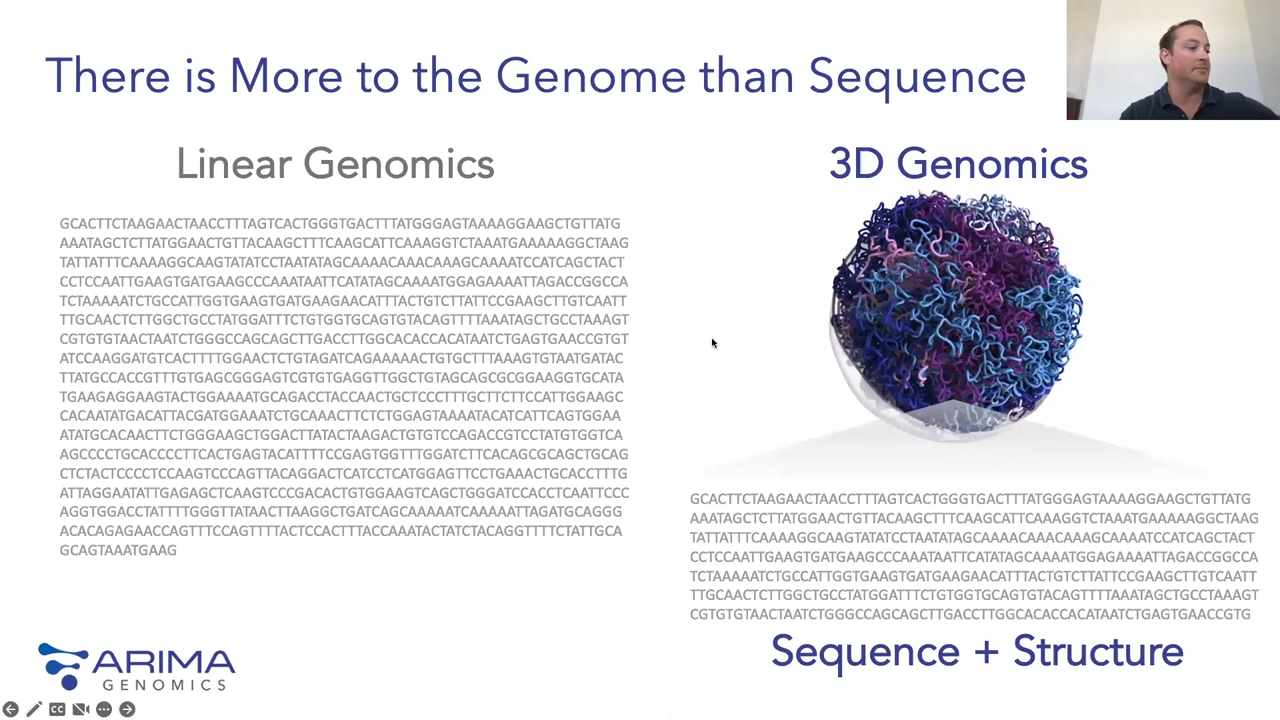 There is More to the Genome than Sequence
Linear Genomics
GCACTTCTAAGAACTAACCTTTAGTCACTGGGTGACTTTATGGGAGTAAAAGGAAGCTGTTATG
AAATAGCTCTTATGGAACTGTTACAAGCTTTCAAGCATTCAAAGGTCTAAATGAAAAAGGCTAAG
TATTATTTCAAAAGGCAAGTATATCCTAATATAGCAAAACAAACAAAGCAAAATCCATCAGCTACT
CCTCCAATTGAAGTGATGAAGCCCAAATAATTCATATAGCAAAATGGAGAAAATTAGACCGGCCA
TCTAAAAATCTGCCATTGGTGAAGTGATGAAGAACATTTACTGTCTTATTCCGAAGCTTGTCAATT
TTGCAACTCTTGGCTGCCTATGGATTTCTGTGGTGCAGTGTACAGTTTTAAATAGCTGCCTAAAGT
CGTGTGTAACTAATCTGGGCCAGCAGCTTGACCTTGGCACACCACATAATCTGAGTGAACCGTGT
ATCCAAGGATGTCACTTTTGGAACTCTGTAGATCAGAAAAACTGTGCTTTAAAGTGTAATGATAC
TTATGCCACCGTTTGTGAGCGGGAGTCGTGTGAGGTTGGCTGTAGCAGCGCGGAAGGTGCATA
TGAAGAGGAAGTACTGGAAAATGCAGACCTACCAACTGCTCCCTTTGCTTCTTCCATTGGAAGC
CACAATATGACATTACGATGGAAATCTGCAAACTTCTCTGGAGTAAAATACATCATTCAGTGGAA
ATATGCACAACTTCTGGGAAGCTGGACTTATACTAAGACTGTGTCCAGACCGTCCTATGTGGTCA
AGCCCCTGCACCCCTTCACTGAGTACATTTTCCGAGTGGTTTGGATCTTCACAGCGCAGCTGCAG
CTCTACTCCCCTCCAAGTCCCAGTTACAGGACTCATCCTCATGGAGTTCCTGAAACTGCACCTTTG
ATTAGGAATATTGAGAGCTCAAGTCCCGACACTGTGGAAGTCAGCTGGGATCCACCTCAATTCCC
AGGTGGACCTATTTTGGGTTATAACTTAAGGCTGATCAGCAAAAATCAAAAATTAGATGCAGGG
ACACAGAGAACCAGTTTCCAGTTTTACTCCACTTTACCAAATACTATCTACAGGTTTTCTATTGCA
GCAGTAAATGAAG
3D Genomics
GCACTTCTAAGAACTAACCTTTAGTCACTGGGTGACTTTATGGGAGTAAAAGGAAGCTGTTATG
AAATAGCTCTTATGGAACTGTTACAAGCTTTCAAGCATTCAAAGGTCTAAATGAAAAAGGCTAAG
TATTATTTCAAAAGGCAAGTATATCCTAATATAGCAAAACAAACAAAGCAAAATCCATCAGCTACT
CCTCCAATTGAAGTGATGAAGCCCAAATAATTCATATAGCAAAATGGAGAAAATTAGACCGGCCA
TCTAAAAATCTGCCATTGGTGAAGTGATGAAGAACATTTACTGTCTTATTCCGAAGCTTGTCAATT
TTGCAACTCTTGGCTGCCTATGGATTTCTGTGGTGCAGTGTACAGTTTTAAATAGCTGCCTAAAGT
CGTGTGTAACTAATCTGGGCCAGCAGCTTGACCTTGGCACACCACATAATCTGAGTGAACCGTG
Sequence + Structure
ARIMA
GENOMICS
CC